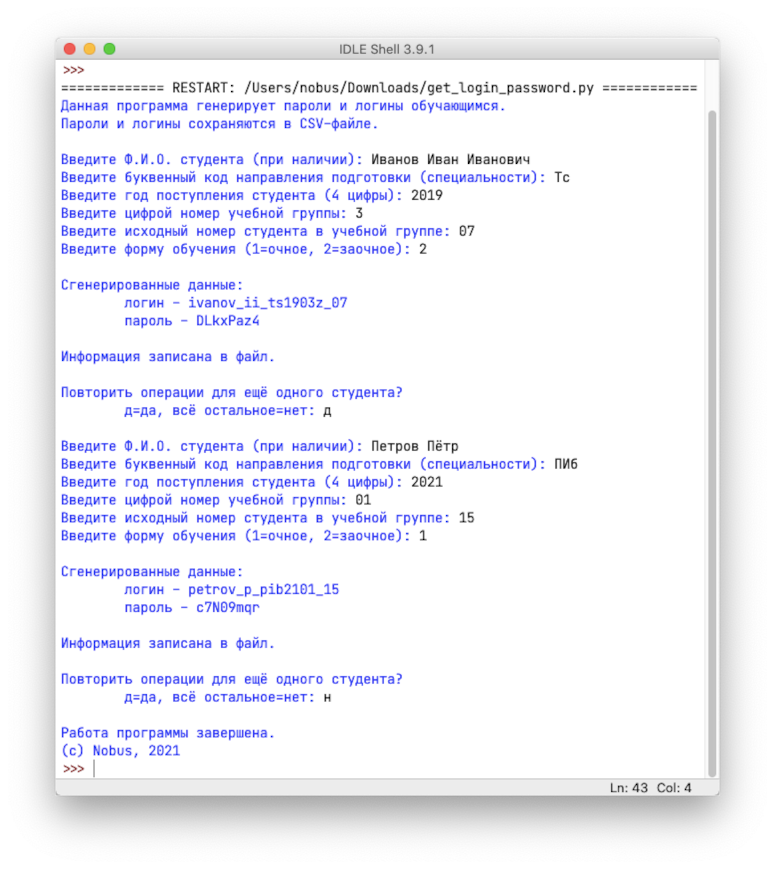 IDLE Shell 3.9.1
>>>
============= RESTART: /Users/nobus/Downloads/get_login_password.py ============
Данная программа генерирует пароли и логины обучающимся.
Пароли и логины сохраняются в CSV-файле.
Введите Ф.И.О. студента (при наличии): Иванов Иван Иванович
Введите буквенный код направления подготовки (специальности): Тс
Введите год поступления студента (4 цифры): 2019
Введите цифрой номер учебной группы: 3
Введите исходный номер студента в учебной группе: 07
Введите форму обучения (1=очное, 2=заочное): 2
Сгенерированные данные:
логин – ivanov_ii_ts1903z_07
пароль – DLkxPaz4
Информация записана в файл.
Повторить операции для ещё одного студента?
д=да, всё остальное=нет: д
Введите Ф.И.О. студента (при наличии): Петров Пётр
Введите буквенный код направления подготовки (специальности): ПИб
Введите год поступления студента (4 цифры): 2021
Введите цифрой номер учебной группы: 01
Введите исходный номер студента в учебной группе: 15
Введите форму обучения (1=очное, 2=заочное): 1
Сгенерированные данные:
логин – petrov_p_pib2101_15
пароль – c7N09mqr
Информация записана в файл.
Повторить операции для ещё одного студента?
д=да, всё остальное=нет: н
Работа программы завершена.
(c) Nobus, 2021
>>>
Ln: 43 Col: 4